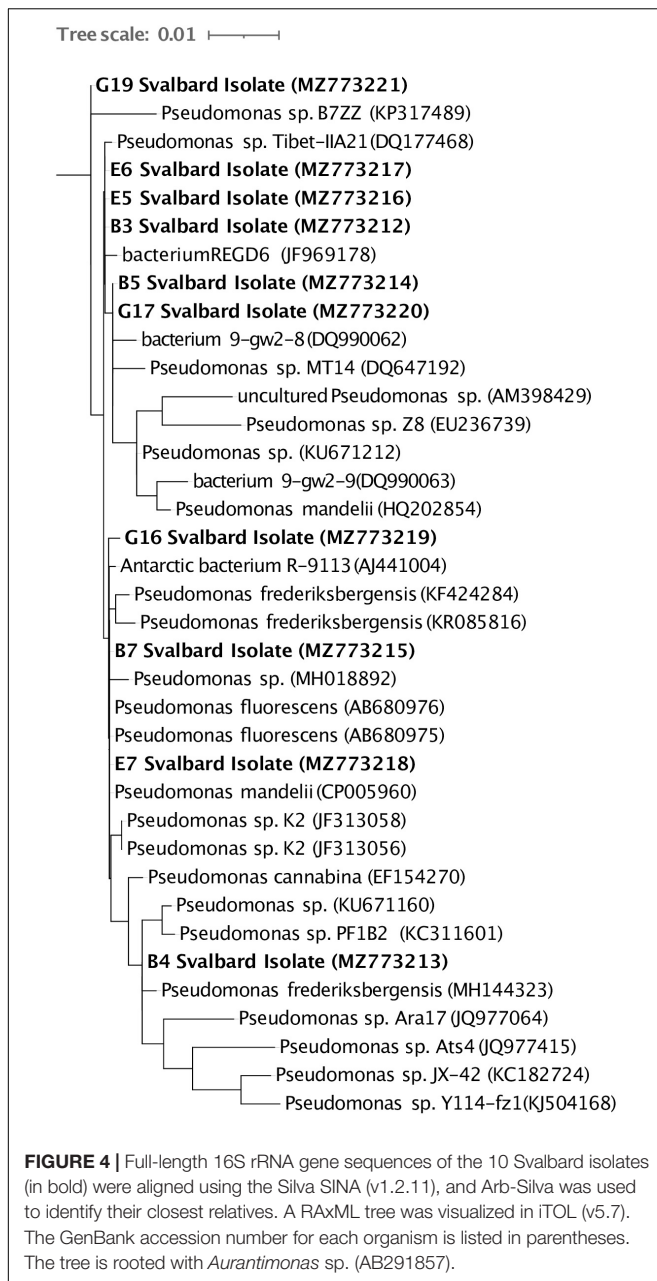 Tree scale: 0.01
G19 Svalbard Isolate (MZ773221)
Pseudomonas sp. B7ZZ (KP317489)
Pseudomonas sp. Tibet-IIA21(DQ177468)
E6 Svalbard Isolate (MZ773217)
E5 Svalbard Isolate (MZ773216)
B3 Svalbard Isolate (MZ773212)
bacteriumREGD6 (JF969178)
B5 Svalbard Isolate (MZ773214)
G17 Svalbard Isolate (MZ773220)
bacterium 9-gw2-8(DQ990062)
Pseudomonas sp. MT14 (DQ647192)
uncultured Pseudomonas sp. (AM398429)
Pseudomonas sp. Z8 (EU236739)
Pseudomonas sp. (KU671212)
bacterium 9-gw2-9(DQ990063)
Pseudomonas mandelii (HQ202854)
G16 Svalbard Isolate (MZ773219)
Antarctic bacterium R-9113(AJ441004)
Pseudomonas frederiksbergensis (KF424284)
Pseudomonas frederiksbergensis (KR085816)
B7 Svalbard Isolate (MZ773215)
Pseudomonas sp. (MH018892)
Pseudomonas fluorescens (AB680976)
Pseudomonas fluorescens (AB680975)
E7 Svalbard Isolate (MZ773218)
Pseudomonas mandelii(CP005960)
Pseudomonas sp. K2 (JF313058)
Pseudomonas sp. K2 (JF313056)
Pseudomonas cannabina (EF154270)
Pseudomonas sp. (KU671160)
Pseudomonas sp. PF1B2 (KC311601)
B4 Svalbard Isolate (MZ773213)
Pseudomonas frederiksbergensis (MH144323)
Pseudomonas sp. Ara17 (JQ977064)
Pseudomonas sp. Ats4 (JQ977415)
Pseudomonas sp. JX-42 (KC182724)
Pseudomonas sp. Y114-fz1(KJ504168)
FIGURE 4 | Full-length 16S rRNA gene sequences of the 10 Svalbard isolates
(in bold) were aligned using the Silva SINA (v1.2.11), and Arb-Silva was used
to identify their closest relatives. A RAxML tree was visualized in iTOL (v5.7).
The GenBank accession number for each organism is listed in parentheses.
The tree is rooted with Aurantimonas sp. (AB291857).